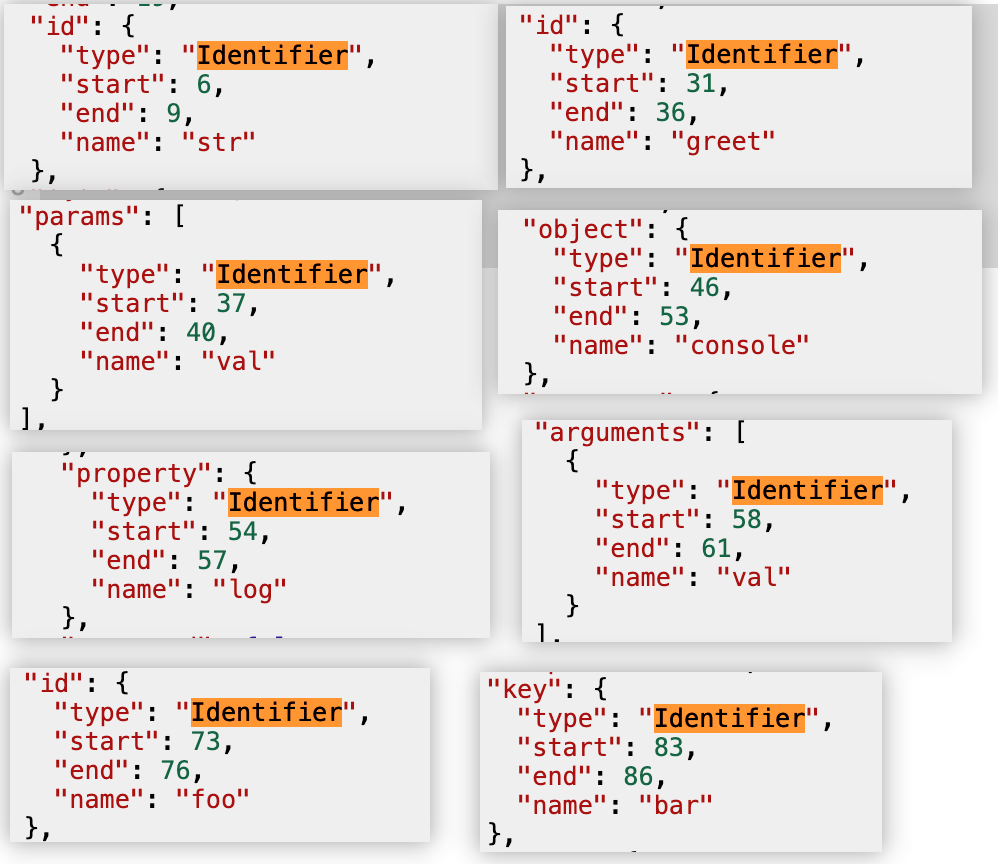 "id": {
"type": "Identifier",
"start": 6,
"end": 9,
"name": "str"
},
"id": {
"type": "Identifier",
"start": 31,
"end": 36,
"name": "greet"
},
"params": [
{
"type": "Identifier",
"start": 37,
"end": 40,
"name": "val"
}
],
"object": {
"type": "Identifier",
"start": 46,
"end": 53,
"name": "console"
},
"property": {
"type": "Identifier",
"start": 54,
"end": 57,
"name": "log"
},
"arguments": [
{
"type": "Identifier",
"start": 58,
"end": 61,
"name": "val"
}
],
"id": {
"type": "Identifier",
"start": 73,
"end": 76,
"name": "foo"
},
"key": {
"type": "Identifier",
"start": 83,
"end": 86,
"name": "bar"
},